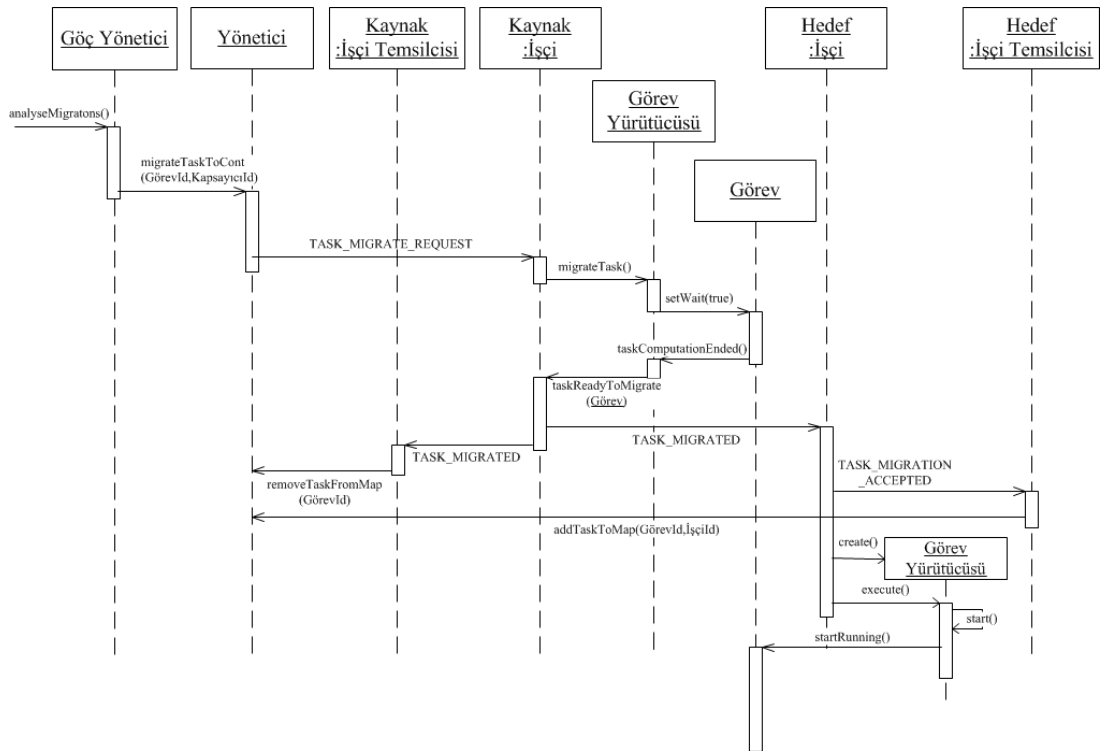 Göç Yönetici
Yönetici
Kaynak
:İşçi Temsilcisi
Kaynak
:İşçi
Hedef
:İşçi
Hedef
:İşçi Temsilcisi
Görev
Yürütücüsü
analyseMigratons()
migrateTaskToCont
(GörevId,KapsayıcıId)
Görev
TASK_MIGRATE_REQUEST
migrateTask()
setWait(true)
taskComputationEnded()
taskReadyToMigrate
(Görev)
TASK_MIGRATED
TASK_MIGRATED
removeTaskFromMap
(GörevId)
TASK_MIGRATION
_ACCEPTED
addTaskToMap(GörevId,İşçiId)
create()
Görev
Yürütücüsü
execute()
start()
startRunning()